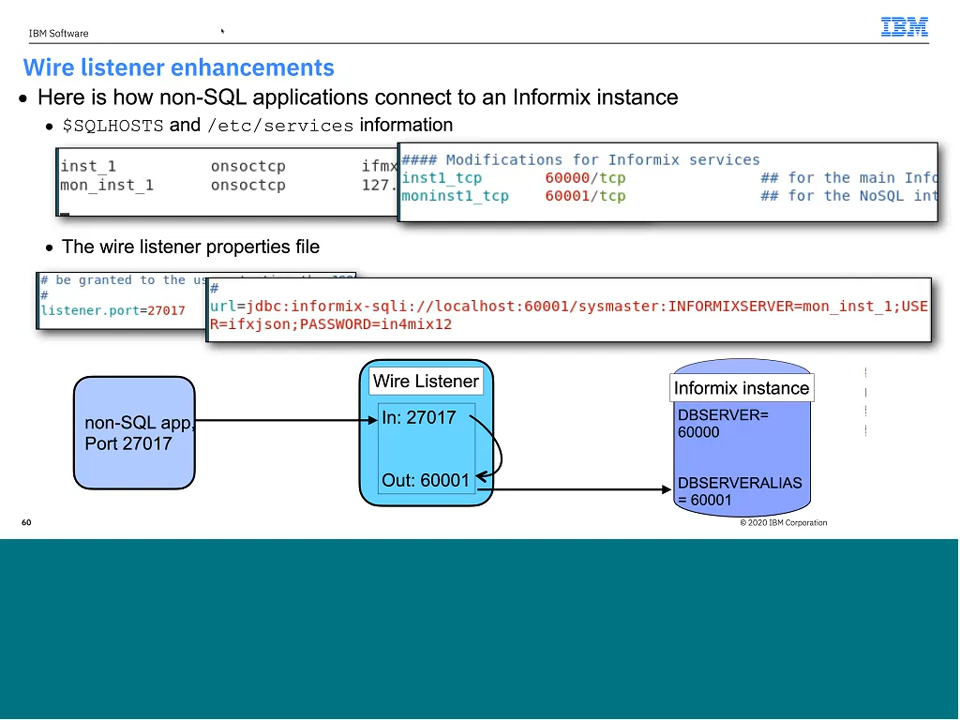 IBM Software
IBM
Wire listener enhancements
• Here is how non-SQL applications connect to an Informix instance
• $SQLHOSTS and /etc/services information
inst_1 onsoctcp ifmx
mon_inst_1 onsoctcp 127.
#### Modifications for Informix services
inst1_tcp 60000/tcp ## for the main Info
moninst1_tcp 60001/tcp ## for the NoSQL int
• The wire listener properties file
# be granted to the us
#
listener.port=27017
#
url=jdbc:informix-sqli://localhost:60001/sysmaster:INFORMIXSERVER=mon_inst_1;USE
R=ifxjson;PASSWORD=in4mix12
non-SQL app,
Port 27017
Wire Listener
In: 27017
Out: 60001
Informix instance
DBSERVER=
60000
DBSERVERALIAS
= 60001
60
© 2020 IBM Corporation